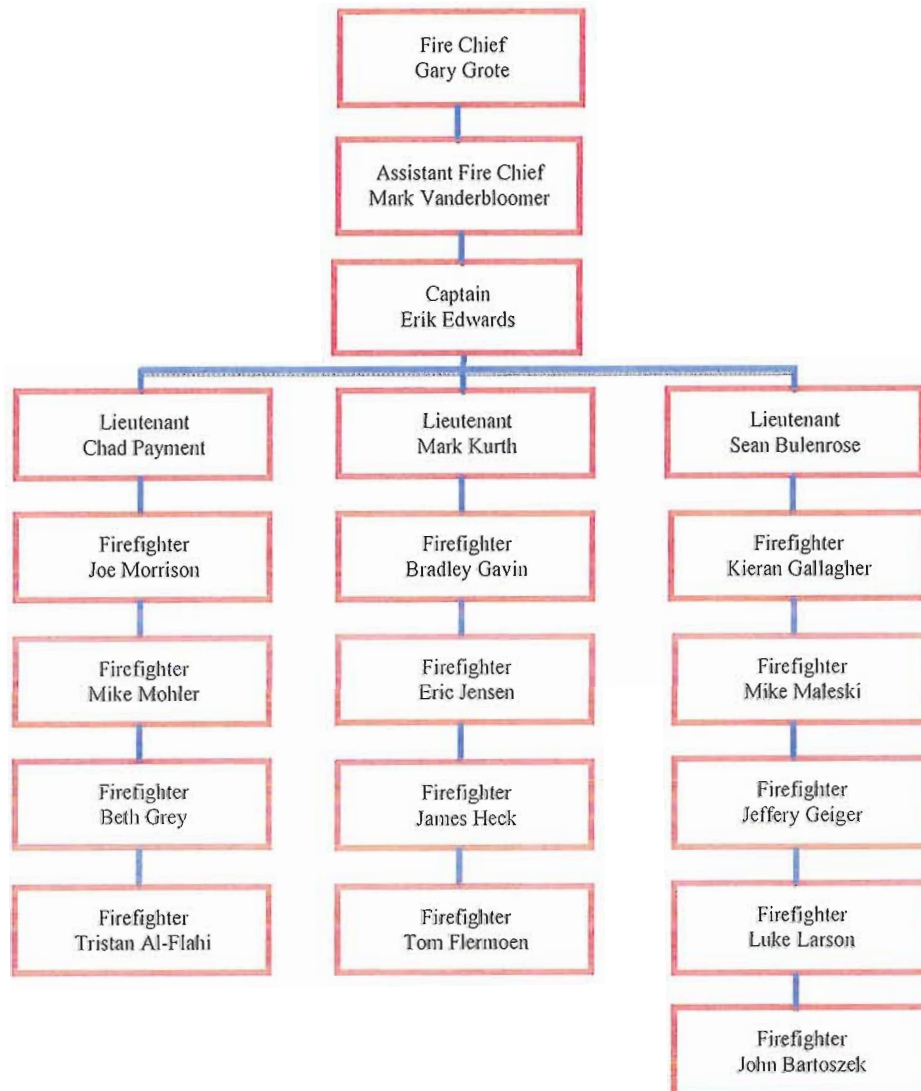 Fire Chief
Gary Grote
Assistant Fire Chief
Mark Vanderbloomer
Captain
Erik Edwards
Lieutenant
Chad Payment
Lieutenant
Mark Kurth
Lieutenant
Sean Bulenrose
Firefighter
Joe Morrison
Firefighter
Bradley Gavin
Firefighter
Kieran Gallagher
Firefighter
Mike Mohler
Firefighter
Eric Jensen
Firefighter
Mike Maleski
Firefighter
Beth Grey
Firefighter
James Heck
Firefighter
Jeffery Geiger
Firefighter
Tristan Al-Flahi
Firefighter
Tom Flermoen
Firefighter
Luke Larson
Firefighter
John Bartoszek